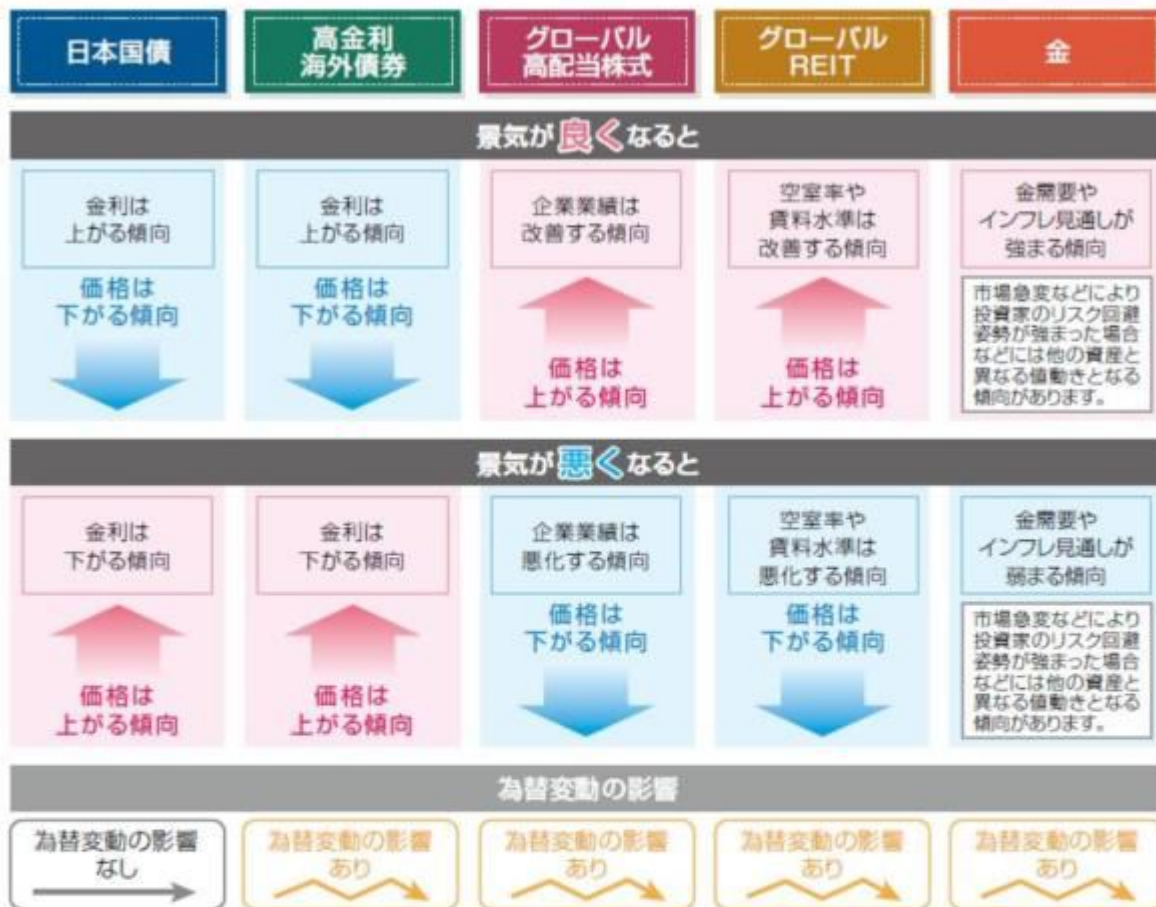 日本国債
高金利
海外債券
グローバル
高配当株式
グローバル
REIT
金
景気が良くなると
金利は
上がる傾向
価格は
下がる傾向
金利は
上がる傾向
価格は
下がる傾向
企業業績は
改善する傾向
価格は
上がる傾向
空室率や
賃料水準は
改善する傾向
価格は
上がる傾向
金需要や
インフレ見通しが
強まる傾向
市場急変などにより
投資家のリスク回避
姿勢が強まった場合
などには他の資産と
異なる値動きとなる
傾向があります。
景気が悪くなると
金利は
下がる傾向
価格は
上がる傾向
金利は
下がる傾向
価格は
上がる傾向
企業業績は
悪化する傾向
価格は
下がる傾向
空室率や
賃料水準は
悪化する傾向
価格は
下がる傾向
金需要や
インフレ見通しが
弱まる傾向
市場急変などにより
投資家のリスク回避
姿勢が強まった場合
などには他の資産と
異なる値動きとなる
傾向があります。
為替変動の影響
為替変動の影響
なし
為替変動の影響
あり
為替変動の影響
あり
為替変動の影響
あり
為替変動の影響
あり